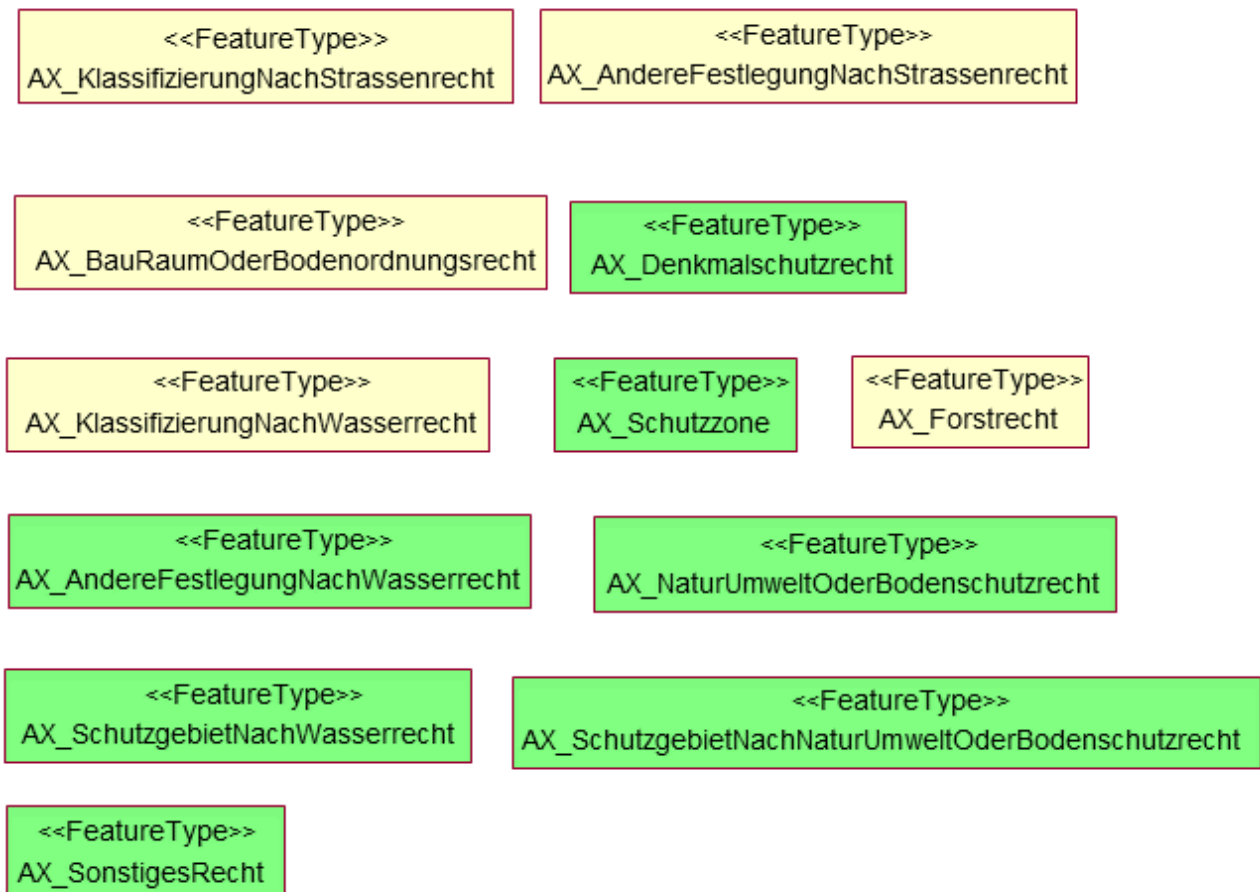 <<FeatureType>>
AX_KlassifizierungNachStrassenrecht
<<FeatureType>>
AX_AndereFestlegungNachStrassenrecht
<<FeatureType>>
AX_BauRaumOderBodenordnungsrecht
<<FeatureType>>
AX_Denkmalschutzrecht
<<FeatureType>>
AX_KlassifizierungNachWasserrecht
<<FeatureType>>
AX_Schutzzone
<<FeatureType>>
AX_Forstrecht
<<FeatureType>>
AX_AndereFestlegungNachWasserrecht
<<FeatureType>>
AX_NaturUmweltOderBodenschutzrecht
<<FeatureType>>
AX_SchutzgebietNachWasserrecht
<<FeatureType>>
AX_SchutzgebietNachNaturUmweltOderBodenschutzrecht
<<FeatureType>>
AX_SonstigesRecht